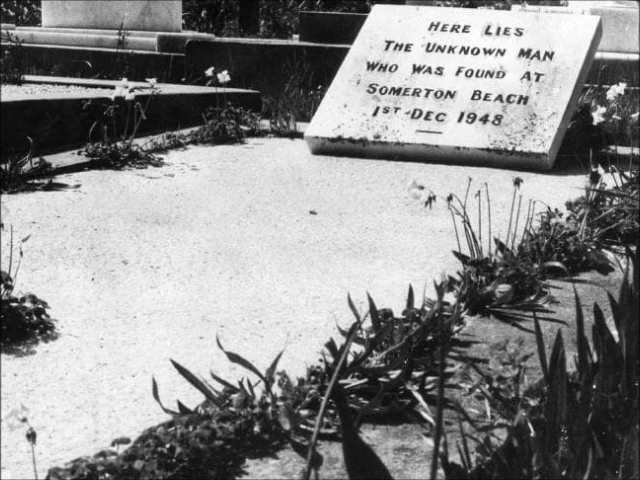 Here Lies
The Unknown Man
Who Was Found At
Somerton Beach
1st Dec 1948